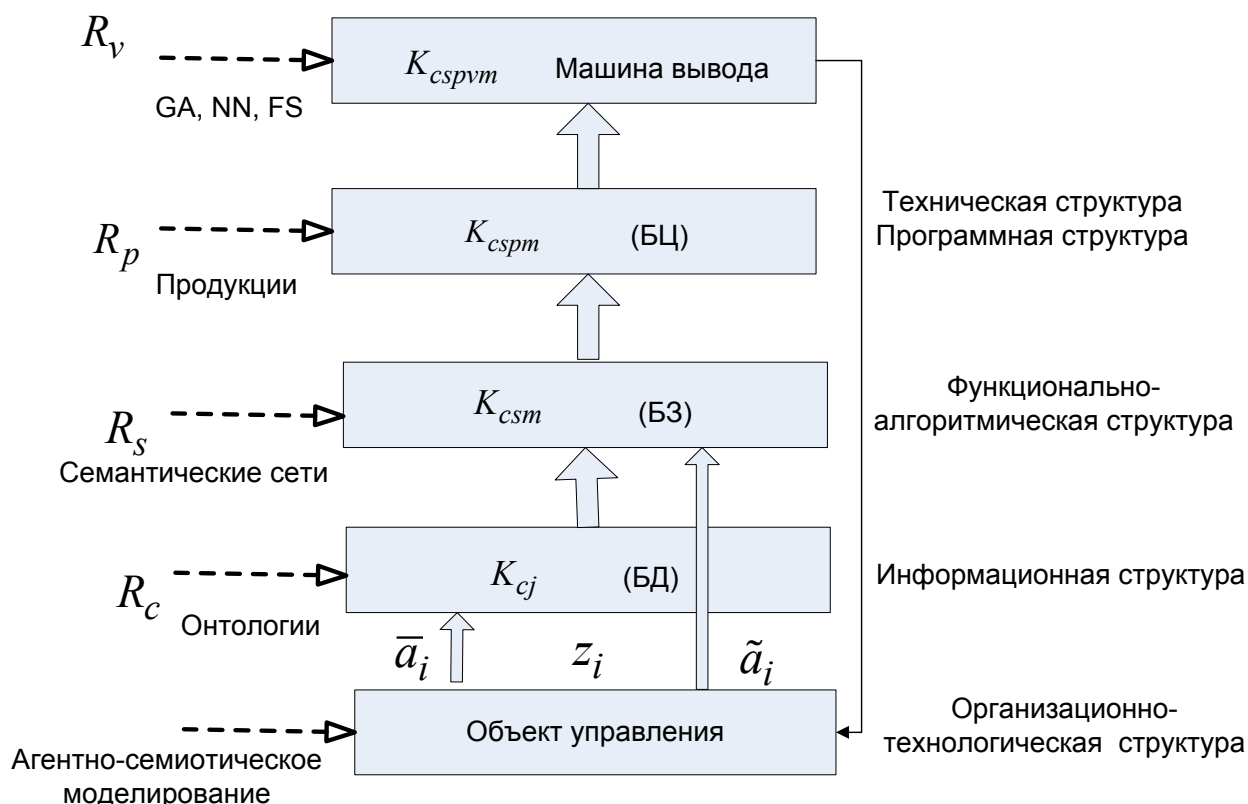 R_v
K_cspvm Машина вывода
GA, NN, FS
R_p
K_cspm (БЦ)
Техническая структура
Программная структура
Продукции
R_s
K_csm (БЗ)
Функционально-
алгоритмическая структура
Семантические сети
R_c
K_cj (БД)
Информационная структура
Онтологии
a̅_i z_i ã_i
Объект управления
Организационно-
технологическая структура
Агентно-семиотическое
моделирование